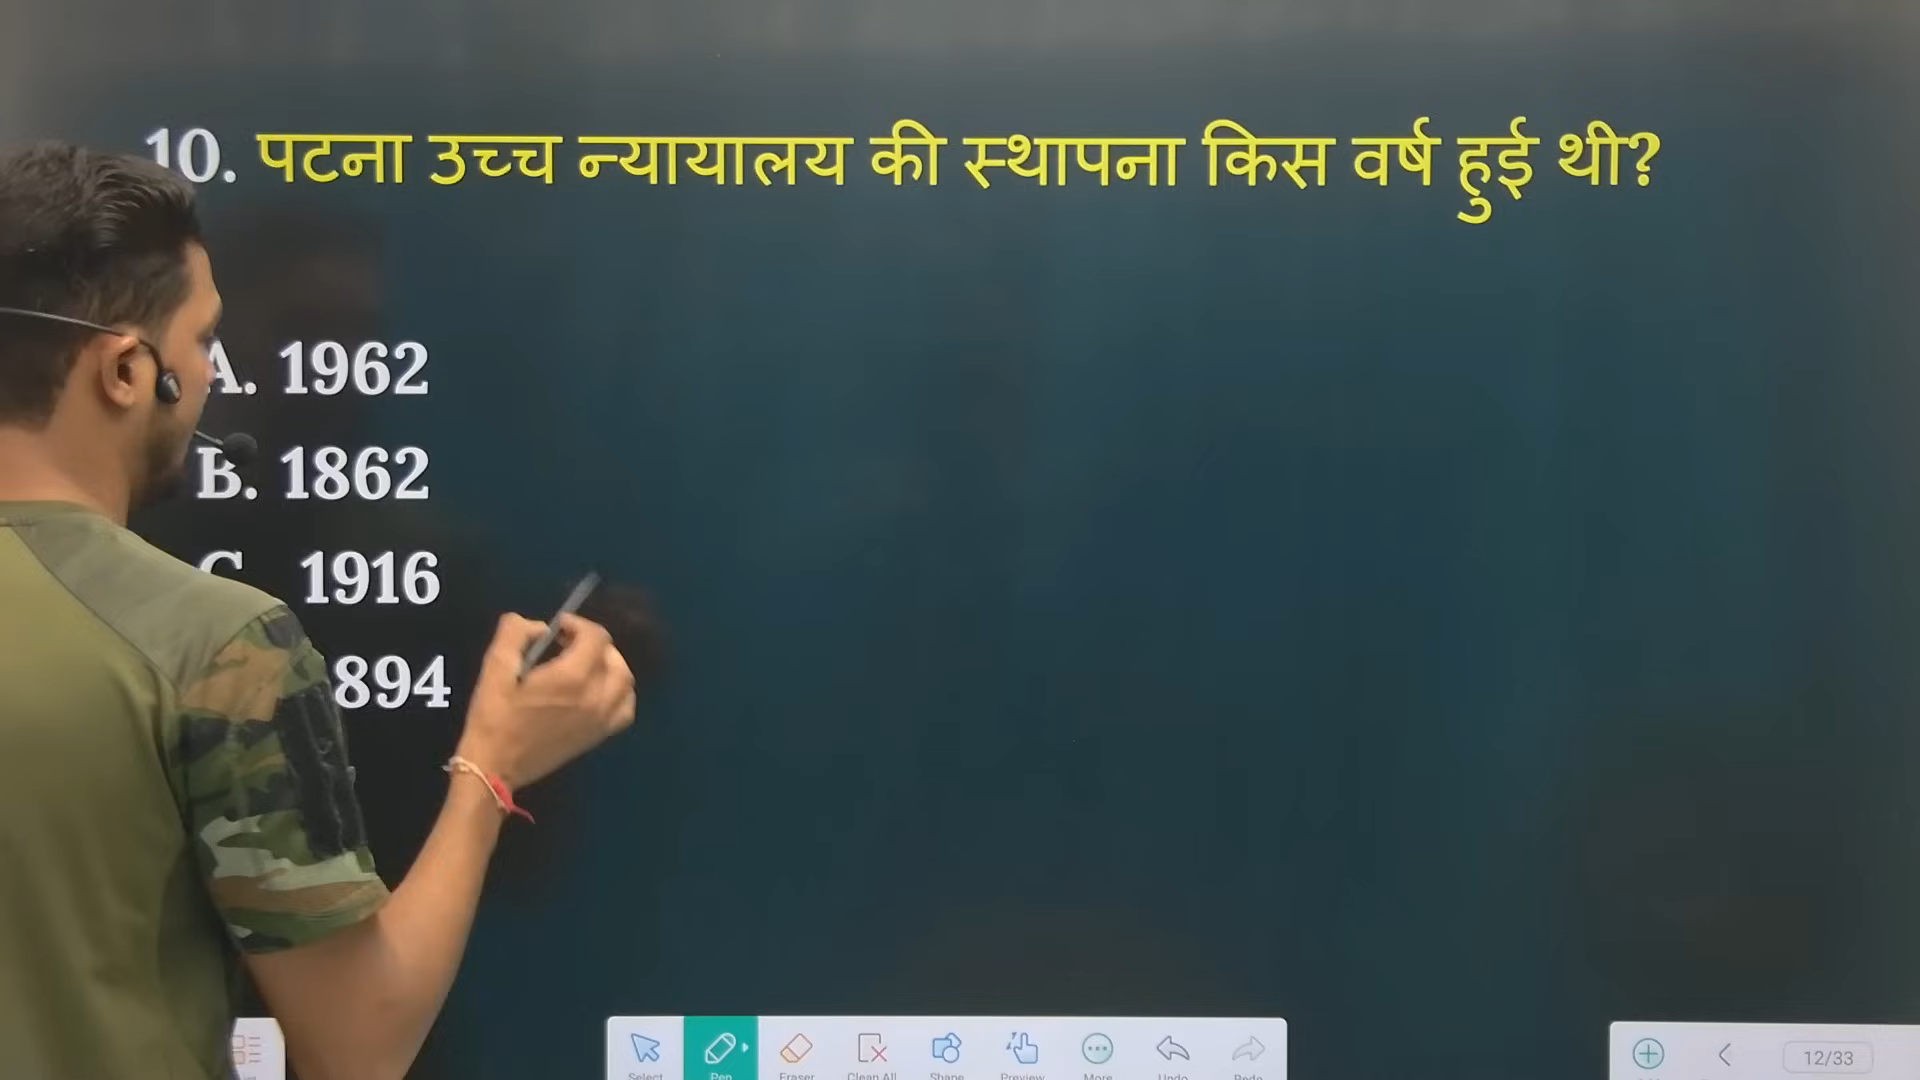 10. पटना उच्च न्यायालय की स्थापना किस वर्ष हुई थी?
A. 1962
B. 1862
C. 1916
894
Select Pen Eraser Clean All Shape Preview More Undo Redo
12/33